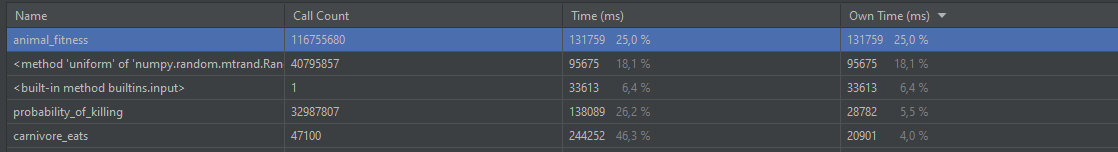 Name Call Count Time (ms) Own Time (ms)
animal_fitness 116755680 131759 25,0 % 131759 25,0 %
<method 'uniform' of 'numpy.random.mtrand.Ran 40795857 95675 18,1 % 95675 18,1 %
<built-in method builtins.input> 1 33613 6,4 % 33613 6,4 %
probability_of_killing 32987807 138089 26,2 % 28782 5,5 %
carnivore_eats 47100 244252 46,3 % 20901 4,0 %